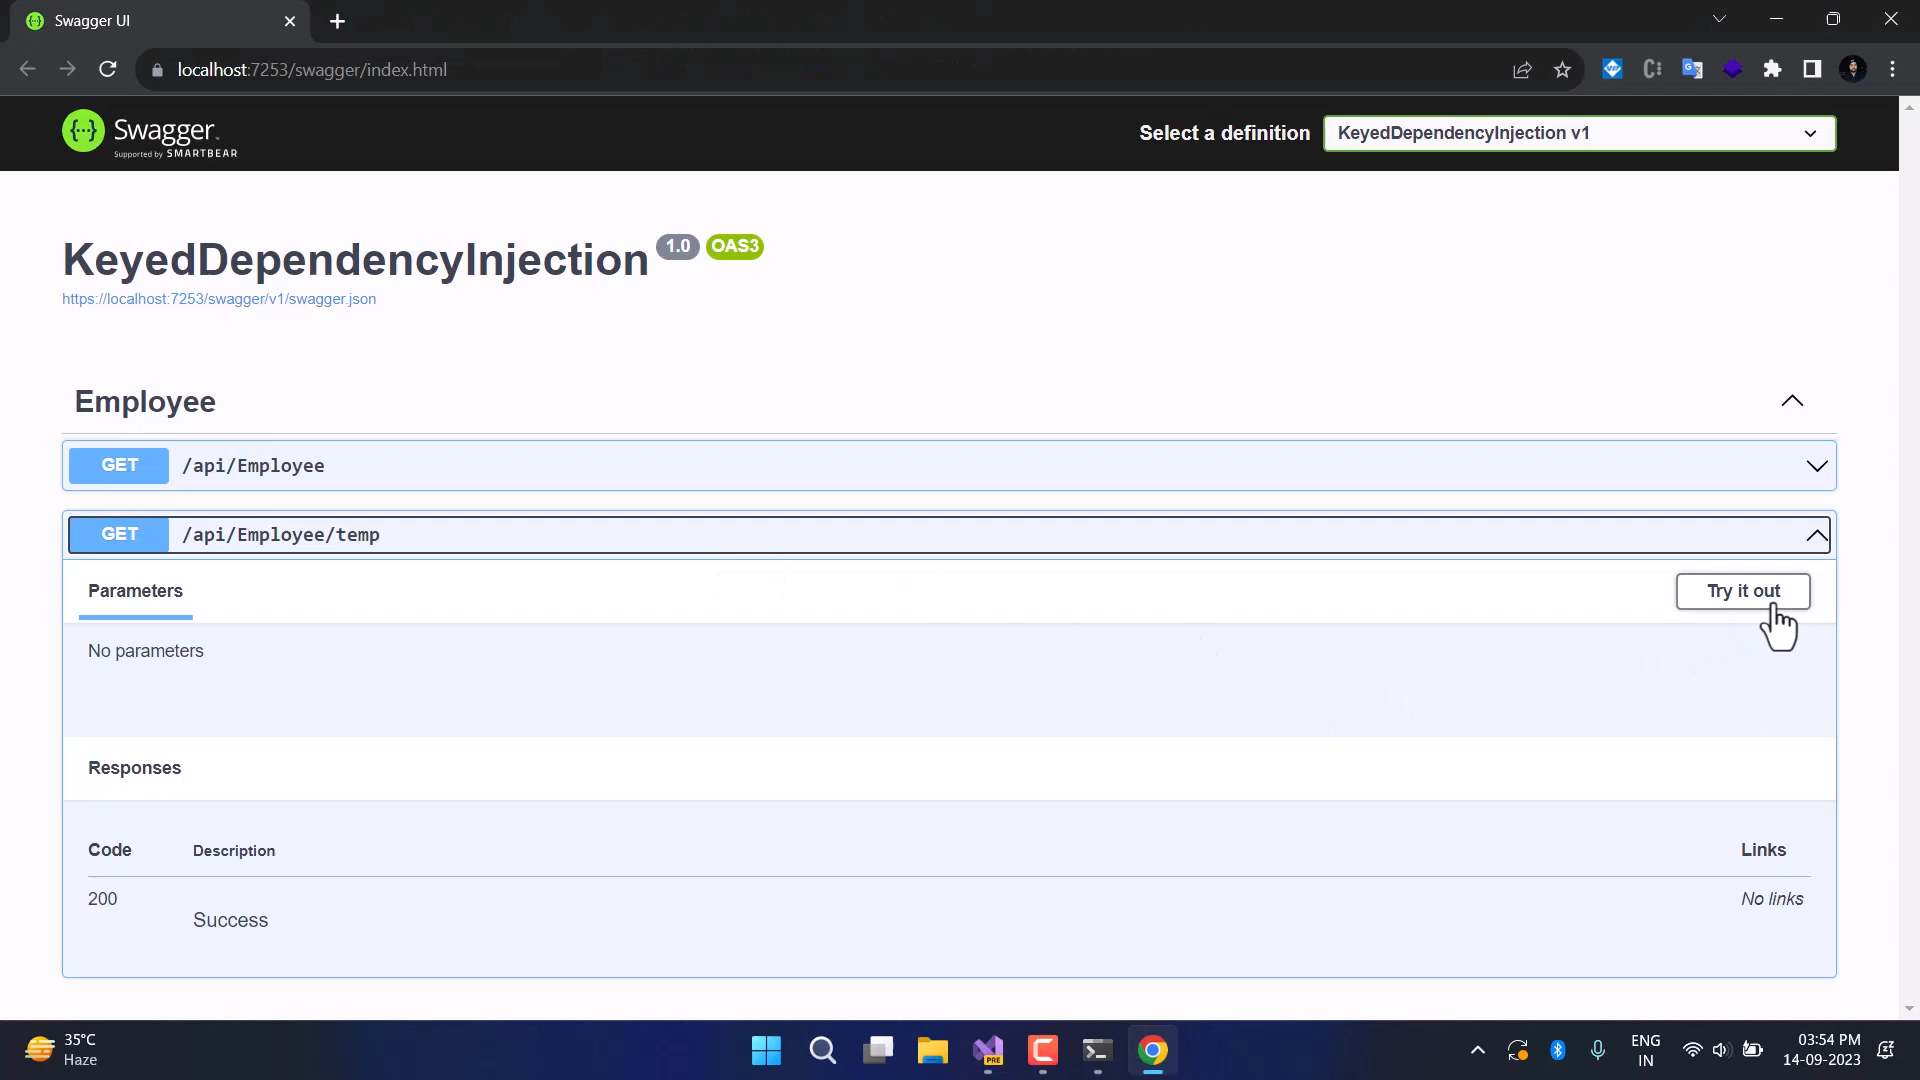 Swagger UI
localhost:7253/swagger/index.html
Swagger
Supported by SMARTBEAR
Select a definition
KeyedDependencyInjection v1
KeyedDependencyInjection 1.0 OAS3
https://localhost:7253/swagger/v1/swagger.json
Employee
GET /api/Employee
GET /api/Employee/temp
Parameters
Try it out
No parameters
Responses
Code Description Links
200 No links
Success
35°C
Haze
PRE
ENG
IN
03:54 PM
14-09-2023